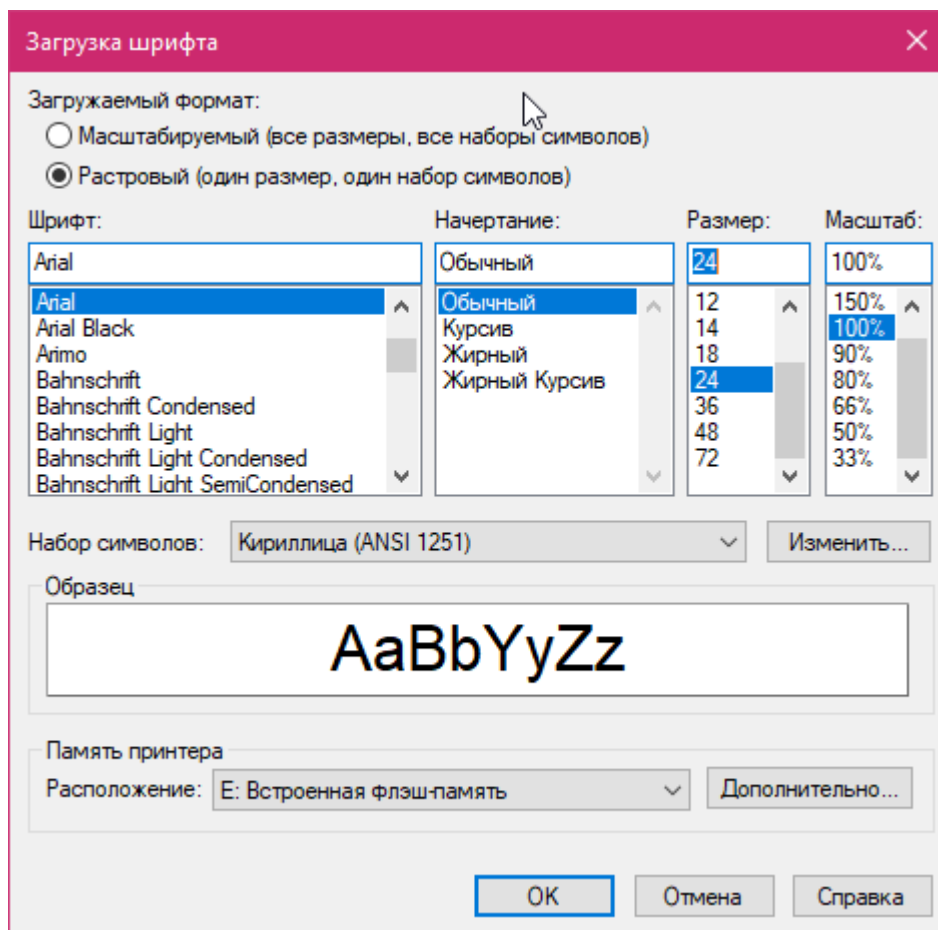 Загрузка шрифта
Загружаемый формат:
Масштабируемый (все размеры, все наборы символов)
Растровый (один размер, один набор символов)
Шрифт: Начертание: Размер: Масштаб:
Arial Обычный 24 100%
Arial Обычный 12 150%
Arial Black Курсив 14 100%
Arimo Жирный 18 90%
Bahnschrift Жирный Курсив 24 80%
Bahnschrift Condensed 36 66%
Bahnschrift Light 48 50%
Bahnschrift Light Condensed 72 33%
Bahnschrift Light SemiCondensed
Набор символов: Кириллица (ANSI 1251) Изменить...
Образец
AaBbYyZz
Память принтера
Расположение: E: Встроенная флэш-память Дополнительно...
OK Отмена Справка